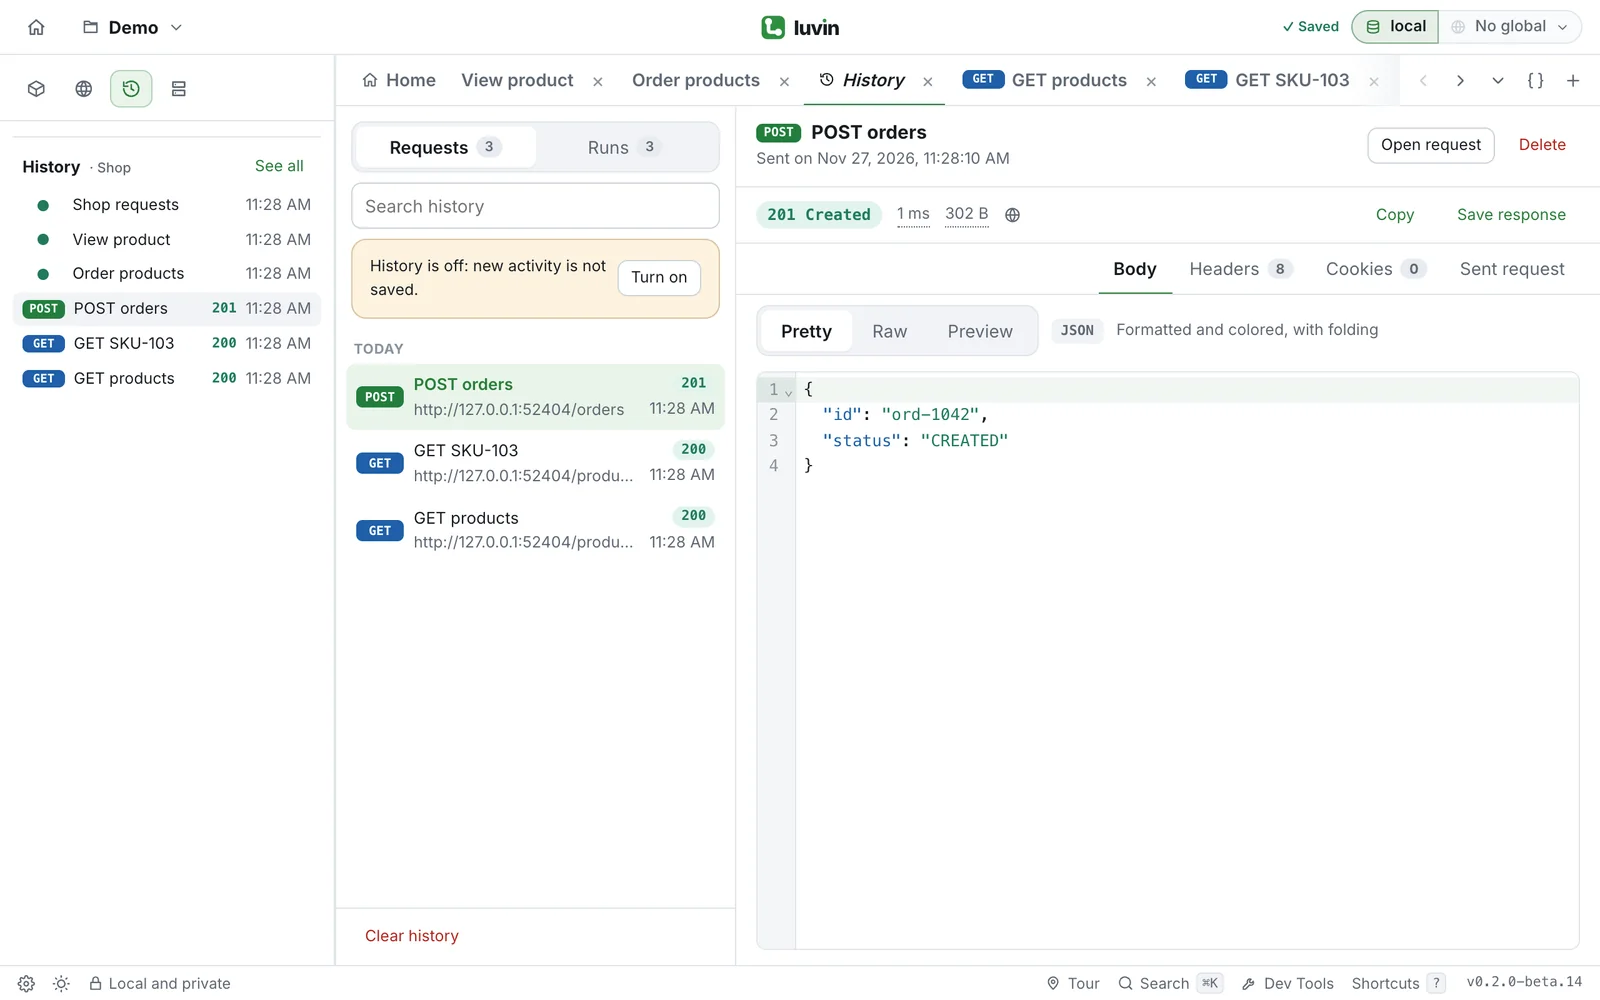 Demo
luvin
Saved
local
No global
Home
View product
Order products
History
GET GET products
GET GET SKU-103
History · Shop
See all
Shop requests 11:28 AM
View product 11:28 AM
Order products 11:28 AM
POST POST orders 201 11:28 AM
GET GET SKU-103 200 11:28 AM
GET GET products 200 11:28 AM
Requests 3
Runs 3
Search history
History is off: new activity is not
saved.
Turn on
TODAY
POST POST orders 201
http://127.0.0.1:52404/orders 11:28 AM
GET GET SKU-103 200
http://127.0.0.1:52404/produ... 11:28 AM
GET GET products 200
http://127.0.0.1:52404/produ... 11:28 AM
Clear history
POST POST orders
Sent on Nov 27, 2026, 11:28:10 AM
Open request
Delete
201 Created 1 ms 302 B
Copy
Save response
Body
Headers 8
Cookies 0
Sent request
Pretty
Raw
Preview
JSON
Formatted and colored, with folding
1 {
2 "id": "ord-1042",
3 "status": "CREATED"
4 }
Local and private
Tour
Search ⌘K
Dev Tools
Shortcuts ?
v0.2.0-beta.14